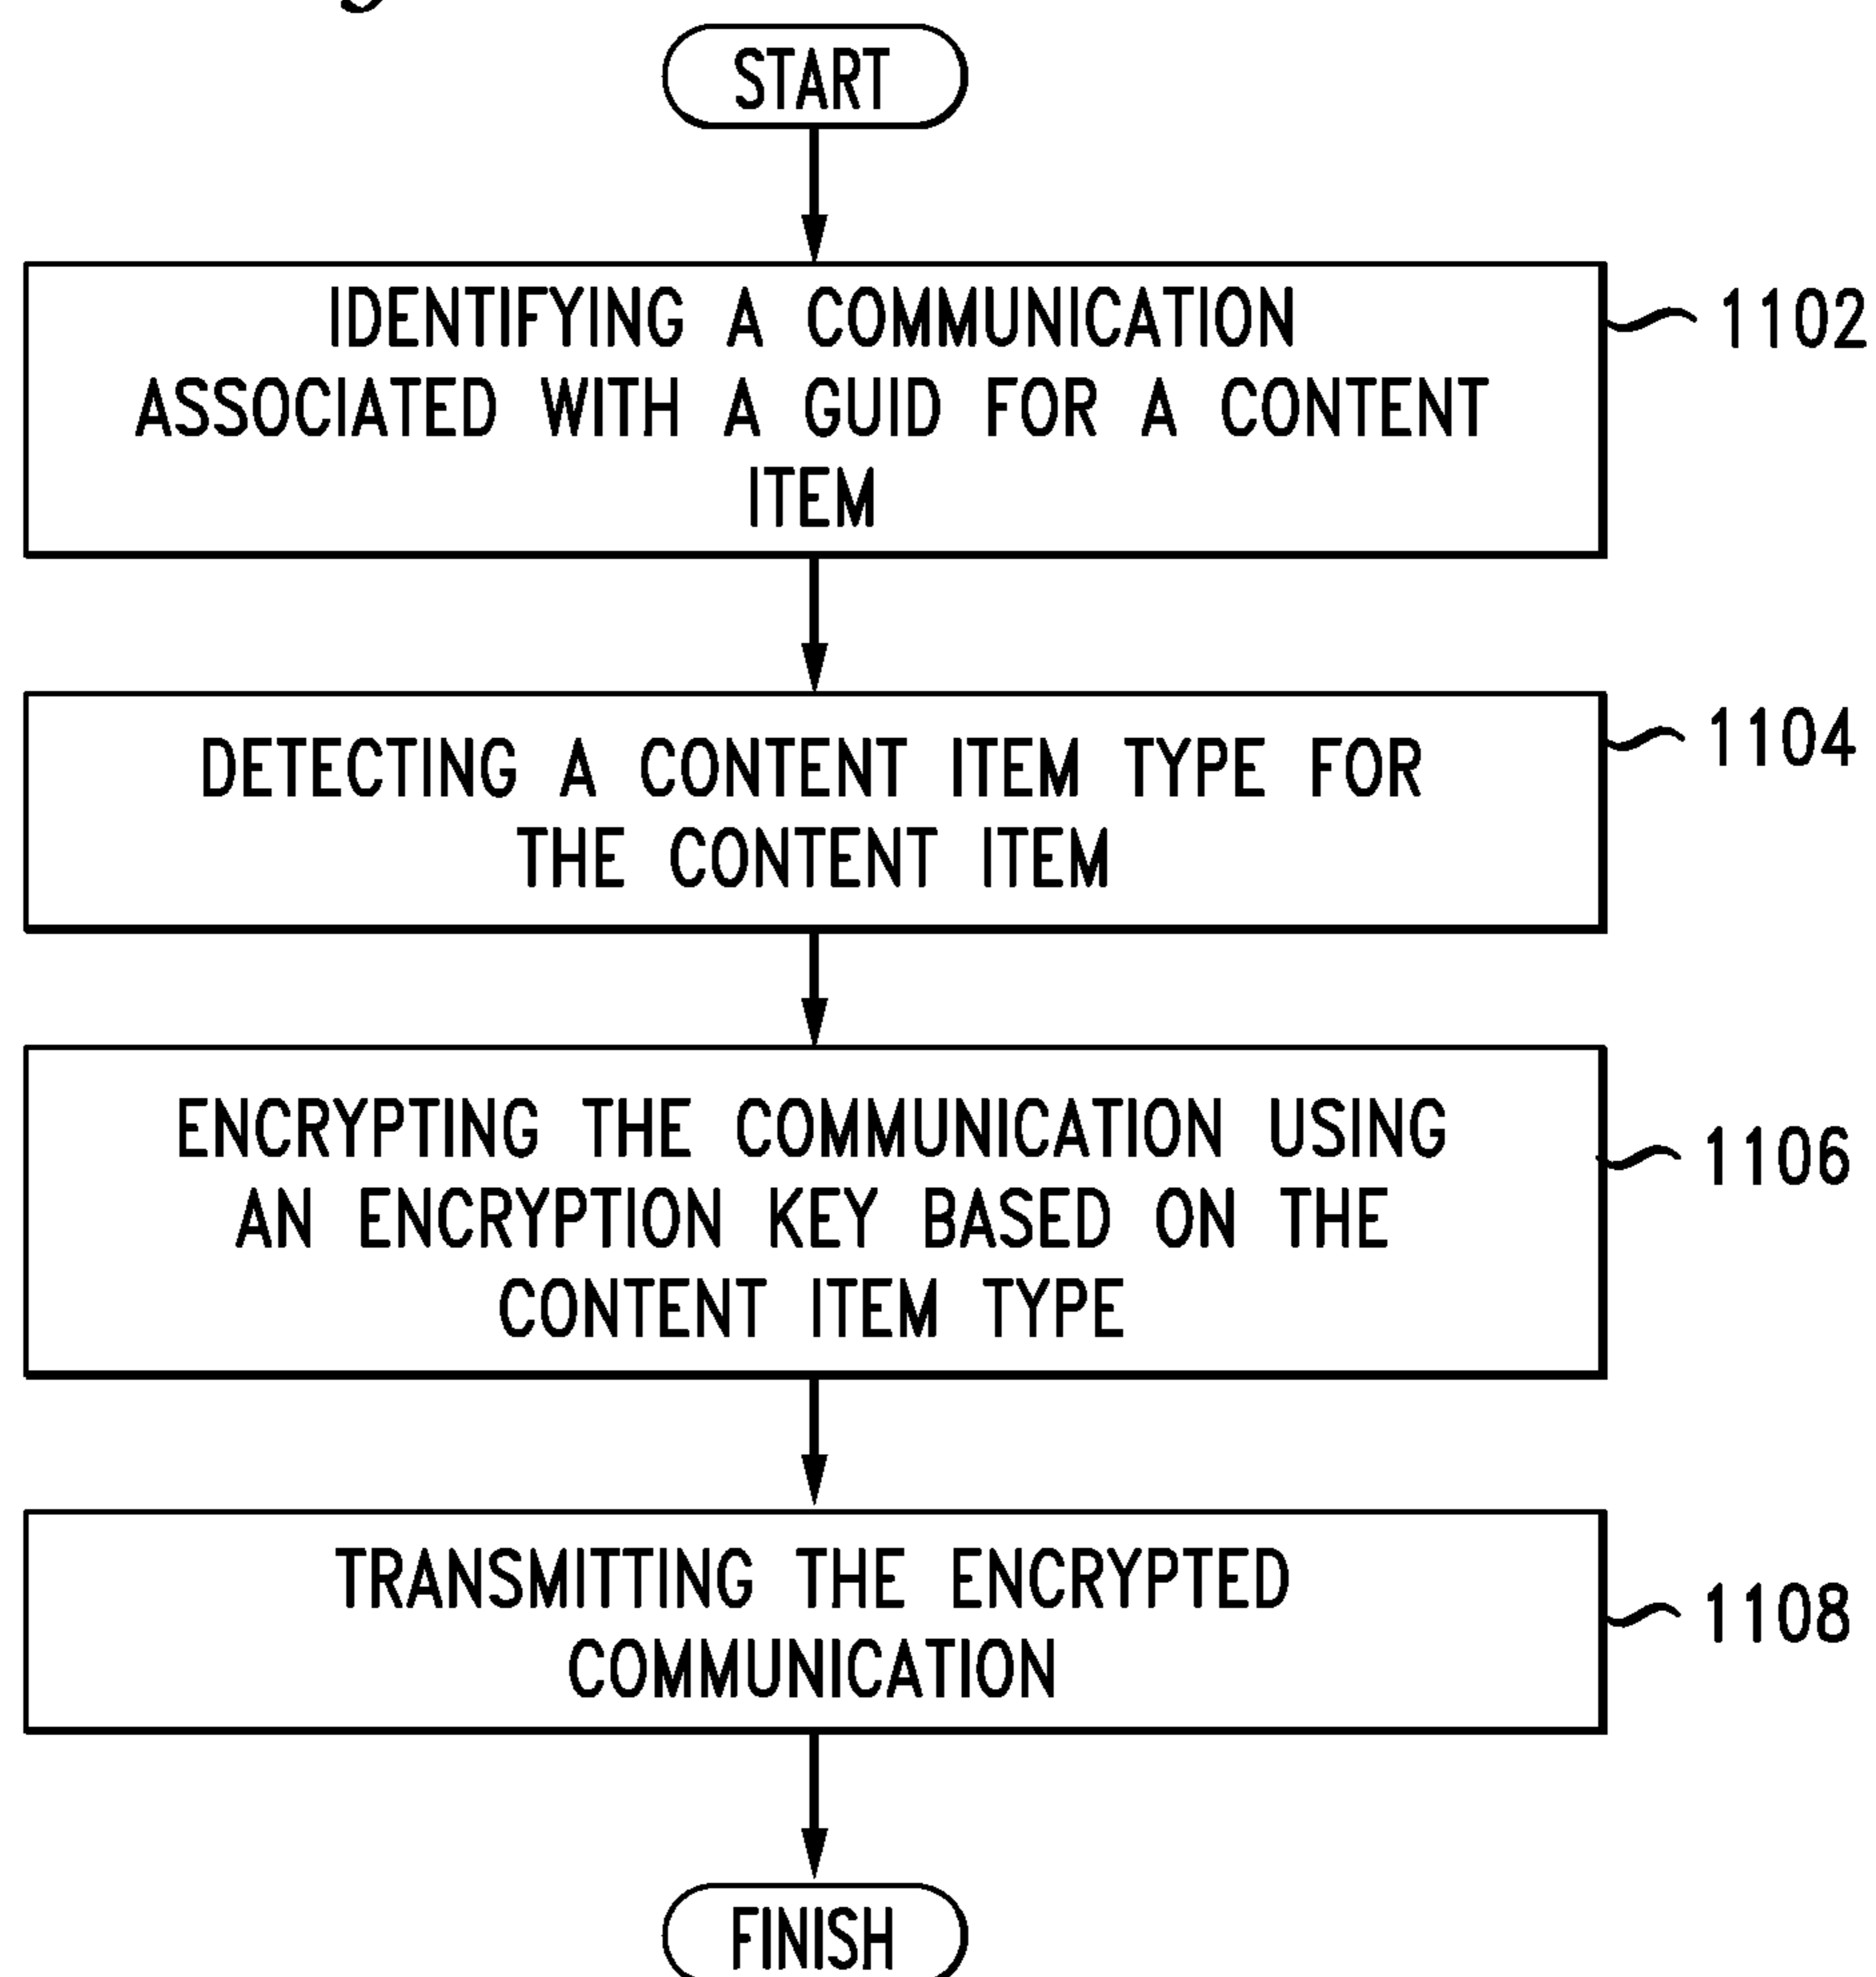 START
IDENTIFYING A COMMUNICATION
1102
ASSOCIATED WITH A GUID FOR A CONTENT
ITEM
DETECTING A CONTENT ITEM TYPE FOR
1104
THE CONTENT ITEM
ENCRYPTING THE COMMUNICATION USING
1106
AN ENCRYPTION KEY BASED ON THE
CONTENT ITEM TYPE
TRANSMITTING THE ENCRYPTED
1108
COMMUNICATION
FINISH